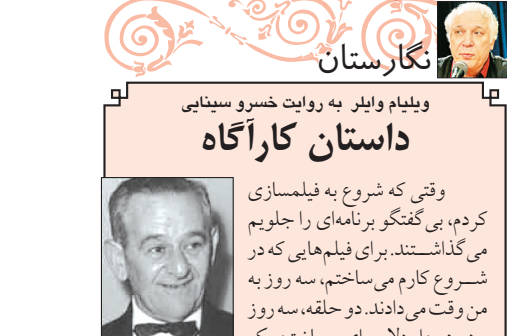 نگارستان
ویلیام وایلر به روایت خسرو سینایی
داستان کارآگاه
وقتی که شروع به فیلمسازی
کردم، بی‌گفتگو برنامه‌ای را جلویم
می‌گذاشتند. برای فیلم‌هایی که در
شروع کارم می‌ساختم، سه روز به
من وقت می‌دادند. دو حلقه، سه روز